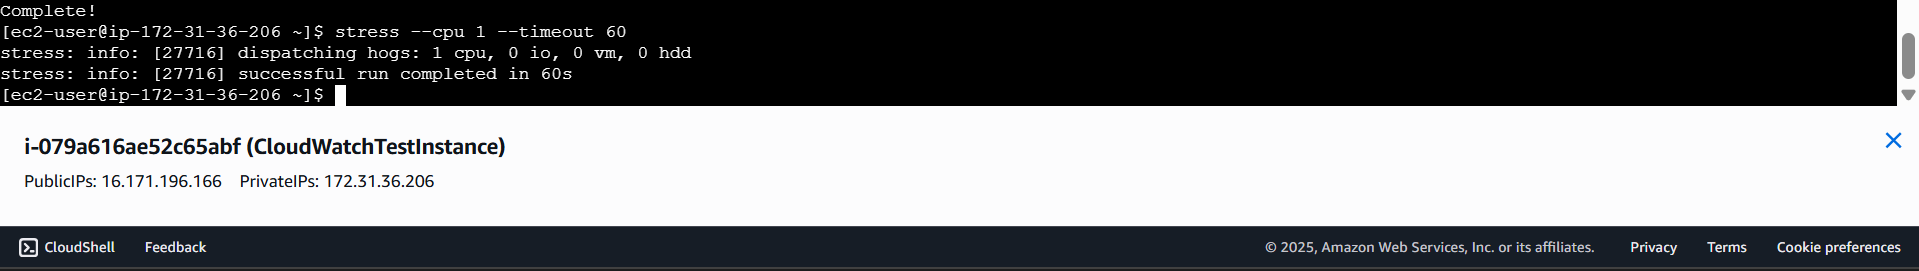 Complete!
[ec2-user@ip-172-31-36-206 ~]$ stress --cpu 1 --timeout 60
stress: info: [27716] dispatching hogs: 1 cpu, 0 io, 0 vm, 0 hdd
stress: info: [27716] successful run completed in 60s
[ec2-user@ip-172-31-36-206 ~]$
i-079a616ae52c65abf (CloudWatchTestInstance)
PublicIPs: 16.171.196.166 PrivateIPs: 172.31.36.206
CloudShell Feedback © 2025, Amazon Web Services, Inc. or its affiliates. Privacy Terms Cookie preferences